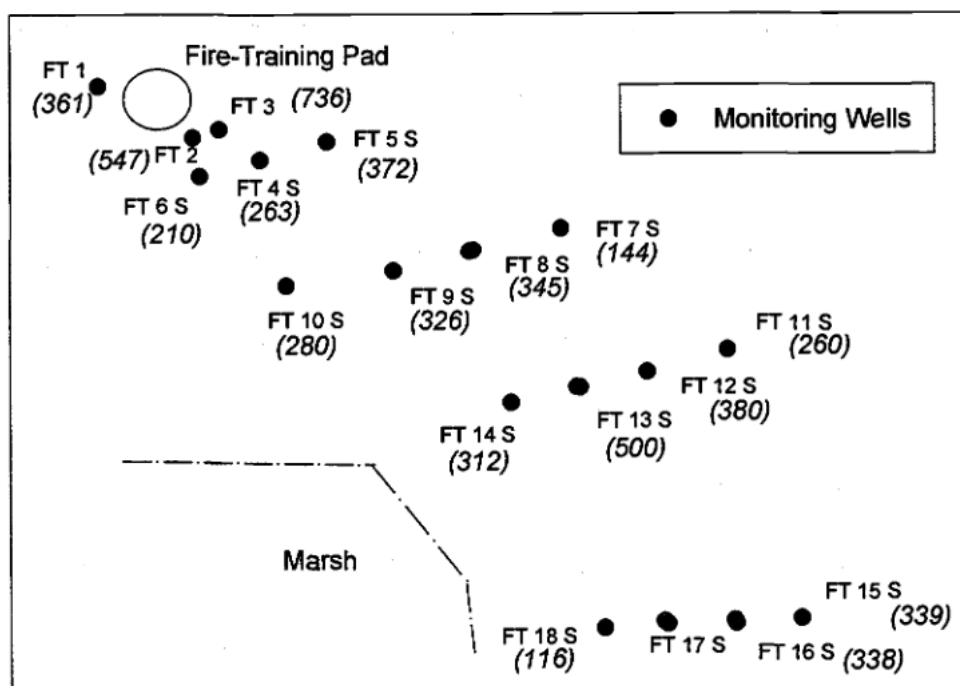 Fire-Training Pad
FT 1
(361)
FT 3
(736)
(547)
FT 2
FT 5 S
(372)
FT 4 S
(263)
FT 6 S
(210)
Monitoring Wells
FT 7 S
(144)
FT 8 S
(345)
FT 9 S
(326)
FT 10 S
(280)
FT 11 S
(260)
FT 12 S
(380)
FT 13 S
(500)
FT 14 S
(312)
Marsh
FT 15 S
(339)
FT 16 S
(338)
FT 17 S
FT 18 S
(116)